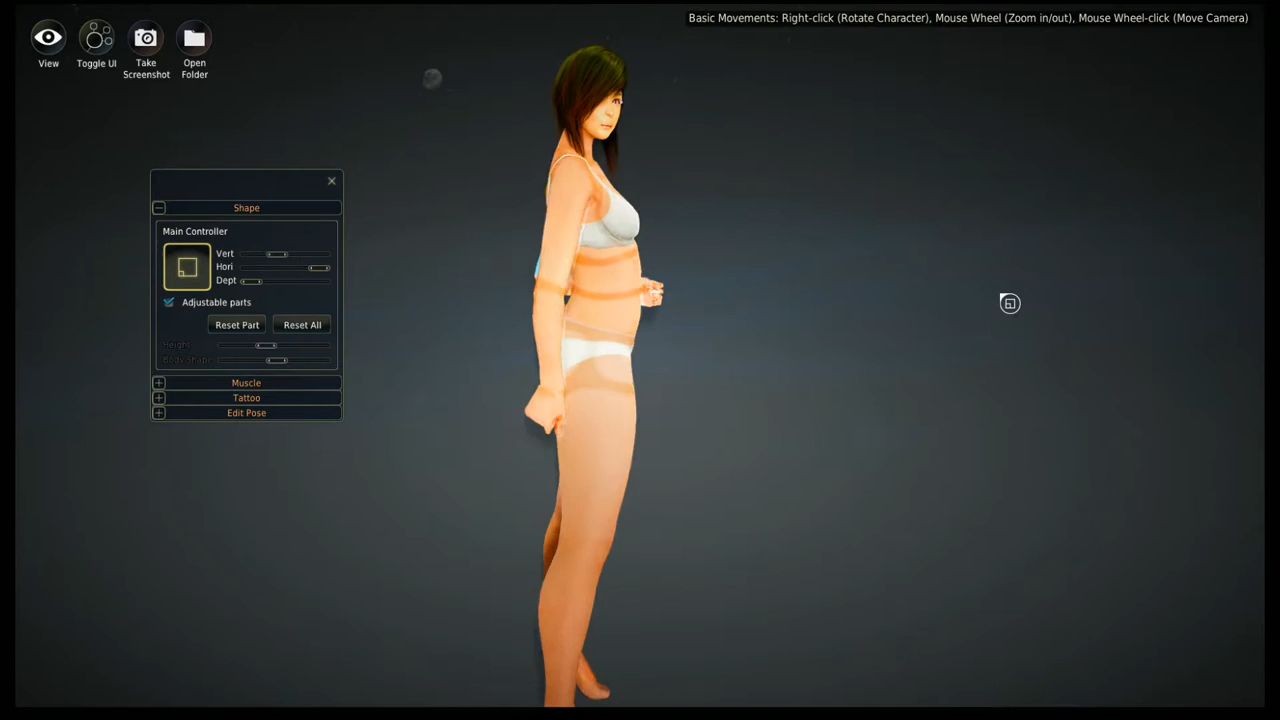 Basic Movements: Right-click (Rotate Character), Mouse Wheel (Zoom in/out), Mouse Wheel-click (Move Camera)
View
Toggle UI
Take Screenshot
Open Folder
Shape
Main Controller
Vert
Hori
Dept
Adjustable parts
Reset Part
Reset All
Height
Body Shape
Muscle
Tattoo
Edit Pose